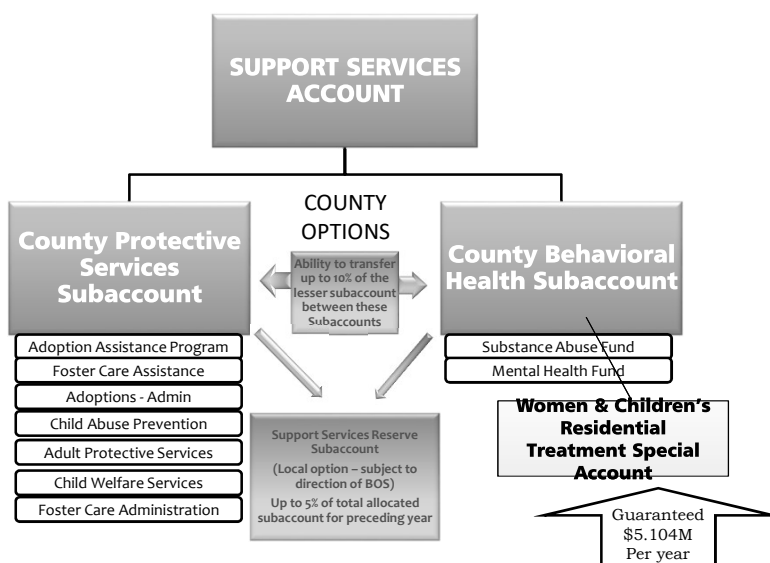 SUPPORT SERVICES
ACCOUNT
COUNTY
OPTIONS
County Protective
Services
Subaccount
Ability to transfer
up to 10% of the
lesser subaccount
between these
Subaccounts
County Behavioral
Health Subaccount
Adoption Assistance Program
Foster Care Assistance
Adoptions - Admin
Child Abuse Prevention
Adult Protective Services
Child Welfare Services
Foster Care Administration
Support Services Reserve
Subaccount
(Local option – subject to
direction of BOS)
Up to 5% of total allocated
subaccount for preceding year
Substance Abuse Fund
Mental Health Fund
Women & Children’s
Residential
Treatment Special
Account
Guaranteed
$5.104M
Per year